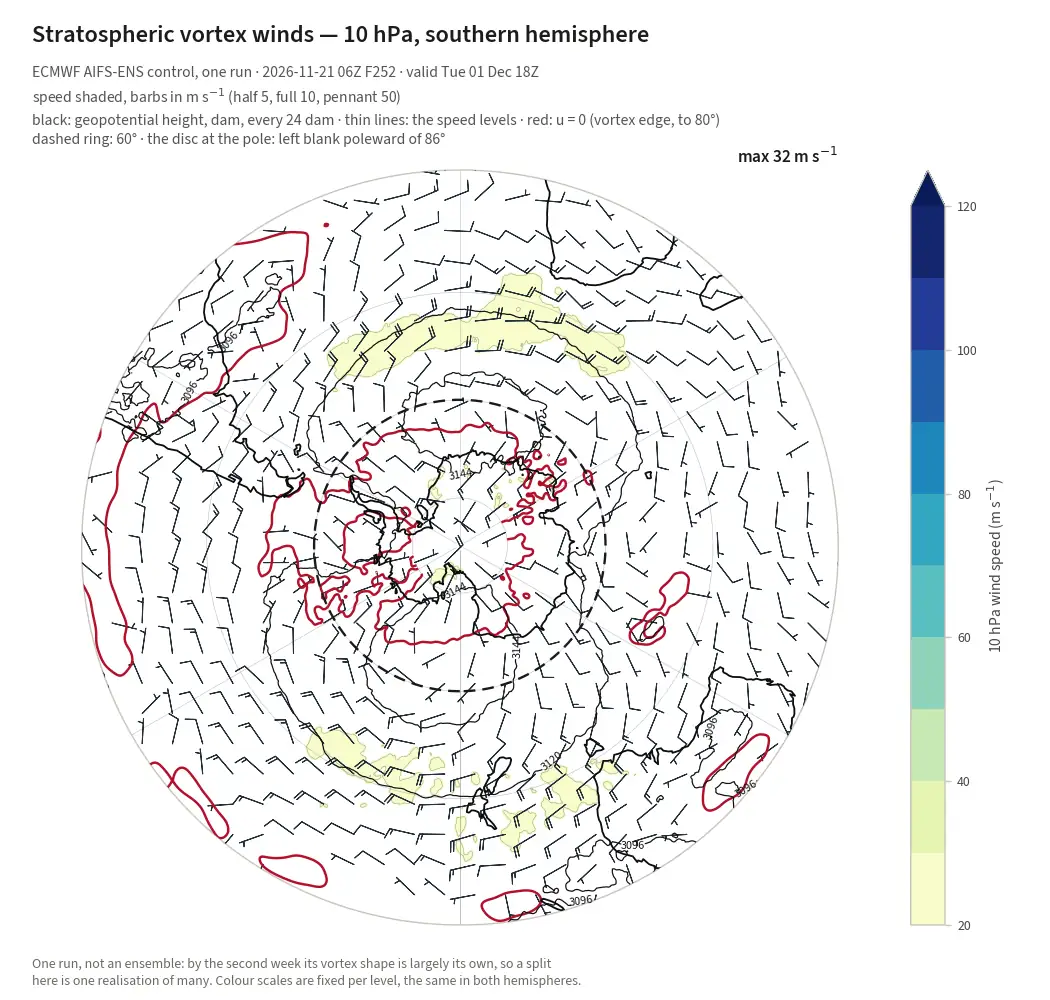 Stratospheric vortex winds — 10 hPa, southern hemisphere
ECMWF AIFS-ENS control, one run · 2026-11-21 06Z F252 · valid Tue 01 Dec 18Z
speed shaded, barbs in m s⁻¹ (half 5, full 10, pennant 50)
black: geopotential height, dam, every 24 dam · thin lines: the speed levels · red: u = 0 (vortex edge, to 80°)
dashed ring: 60° · the disc at the pole: left blank poleward of 86°
max 32 m s⁻¹
120
100
80
60
40
20
10 hPa wind speed (m s⁻¹)
3096
3096
3144
3144
3120
3096
3096
3096
3096
One run, not an ensemble: by the second week its vortex shape is largely its own, so a split
here is one realisation of many. Colour scales are fixed per level, the same in both hemispheres.